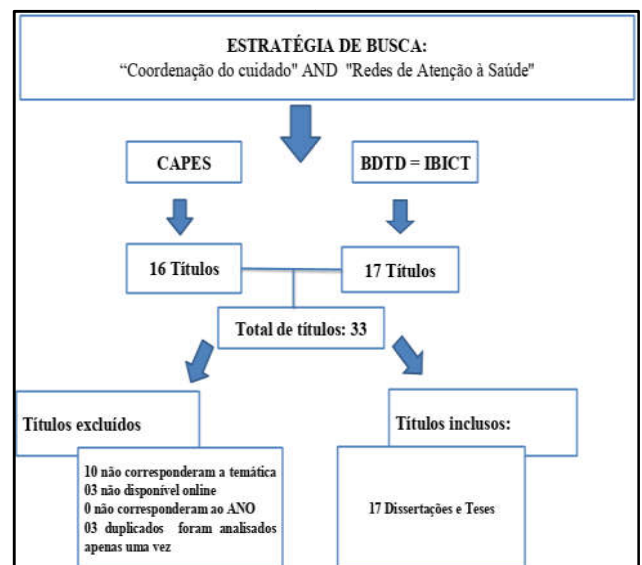 ESTRATÉGIA DE BUSCA:
“Coordenação do cuidado" AND "Redes de Atenção à Saúde"
CAPES
BDTD = IBICT
16 Títulos
17 Títulos
Total de títulos: 33
Títulos excluídos
10 não corresponderam a temática
03 não disponível online
0 não corresponderam ao ANO
03 duplicados foram analisados
apenas uma vez
Títulos inclusos:
17 Dissertações e Teses